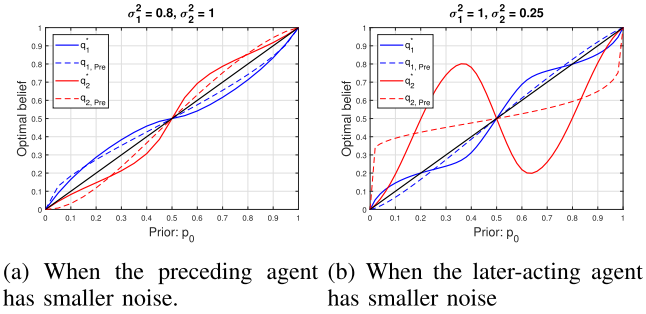 σ₁² = 0.8, σ₂² = 1
q₁*
q₁, Pre
q₂*
q₂, Pre
Optimal belief
1
0.9
0.8
0.7
0.6
0.5
0.4
0.3
0.2
0.1
0
0 0.1 0.2 0.3 0.4 0.5 0.6 0.7 0.8 0.9 1
Prior: p₀
σ₁² = 1, σ₂² = 0.25
q₁*
q₁, Pre
q₂*
q₂, Pre
Optimal belief
1
0.9
0.8
0.7
0.6
0.5
0.4
0.3
0.2
0.1
0
0 0.1 0.2 0.3 0.4 0.5 0.6 0.7 0.8 0.9 1
Prior: p₀
(a) When the preceding agent
has smaller noise.
(b) When the later-acting agent
has smaller noise